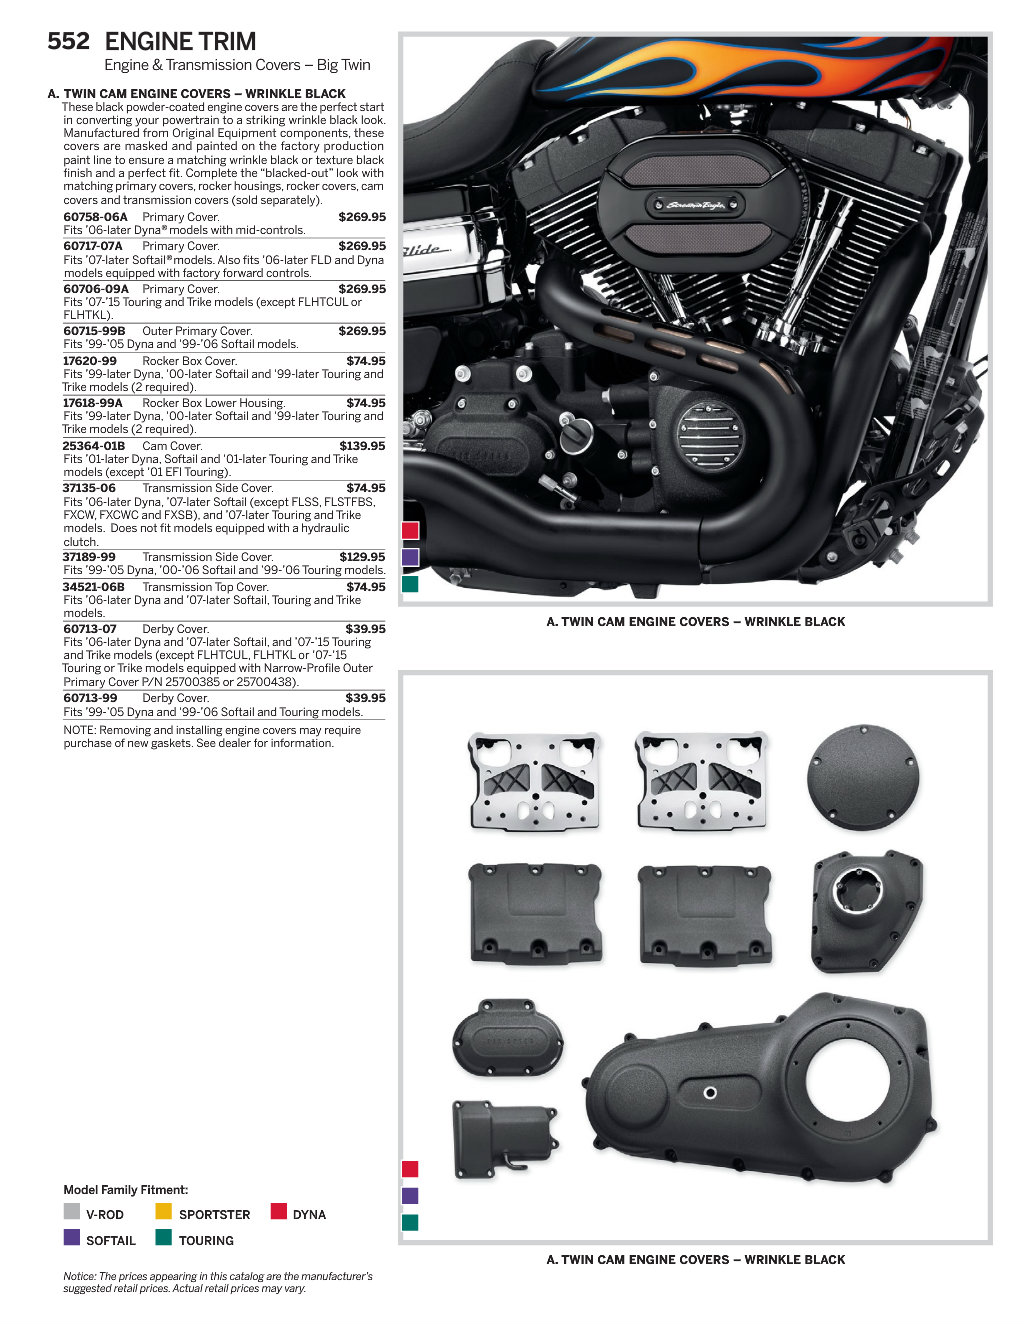 552 ENGINE TRIM
Engine & Transmission Covers – Big Twin
A. TWIN CAM ENGINE COVERS – WRINKLE BLACK
These black powder-coated engine covers are the perfect start
in converting your powertrain to a striking wrinkle black look.
Manufactured from Original Equipment components, these
covers are masked and painted on the factory production
paint line to ensure a matching wrinkle black or texture black
finish and a perfect fit. Complete the “blacked-out” look with
matching primary covers, rocker housings, rocker covers, cam
covers and transmission covers (sold separately).
60758-06A Primary Cover. $269.95
Fits ’06-later Dyna® models with mid-controls.
60717-07A Primary Cover. $269.95
Fits ’07-later Softail® models. Also fits ’06-later FLD and Dyna
models equipped with factory forward controls.
60706-09A Primary Cover. $269.95
Fits ’07-’15 Touring and Trike models (except FLHTCUL or
FLHTKL).
60715-99B Outer Primary Cover. $269.95
Fits ’99-’05 Dyna and ’99-’06 Softail models.
17620-99 Rocker Box Cover. $74.95
Fits ’99-later Dyna, ’00-later Softail and ’99-later Touring and
Trike models (2 required).
17618-99A Rocker Box Lower Housing. $74.95
Fits ’99-later Dyna, ’00-later Softail and ’99-later Touring and
Trike models (2 required).
25364-01B Cam Cover. $139.95
Fits ’01-later Dyna, Softail and ’01-later Touring and Trike
models (except ’01 EFI Touring).
37135-06 Transmission Side Cover. $74.95
Fits ’06-later Dyna, ’07-later Softail (except FLSS, FLSTFBS,
FXCW, FXCWC and FXSB), and ’07-later Touring and Trike
models. Does not fit models equipped with a hydraulic
clutch.
37189-99 Transmission Side Cover. $129.95
Fits ’99-’05 Dyna, ’00-’06 Softail and ’99-’06 Touring models.
34521-06B Transmission Top Cover. $74.95
Fits ’06-later Dyna and ’07-later Softail, Touring and Trike
models.
60713-07 Derby Cover. $39.95
Fits ’06-later Dyna and ’07-later Softail, and ’07-’15 Touring
and Trike models (except FLHTCUL, FLHTKL or ’07-’15
Touring or Trike models equipped with Narrow-Profile Outer
Primary Cover P/N 25700385 or 25700438).
60713-99 Derby Cover. $39.95
Fits ’99-’05 Dyna and ’99-’06 Softail and Touring models.
NOTE: Removing and installing engine covers may require
purchase of new gaskets. See dealer for information.
Screamin' Eagle
A. TWIN CAM ENGINE COVERS – WRINKLE BLACK
SIX SPEED
A. TWIN CAM ENGINE COVERS – WRINKLE BLACK
Model Family Fitment:
V-ROD SPORTSTER DYNA
SOFTAIL TOURING
Notice: The prices appearing in this catalog are the manufacturer’s
suggested retail prices. Actual retail prices may vary.